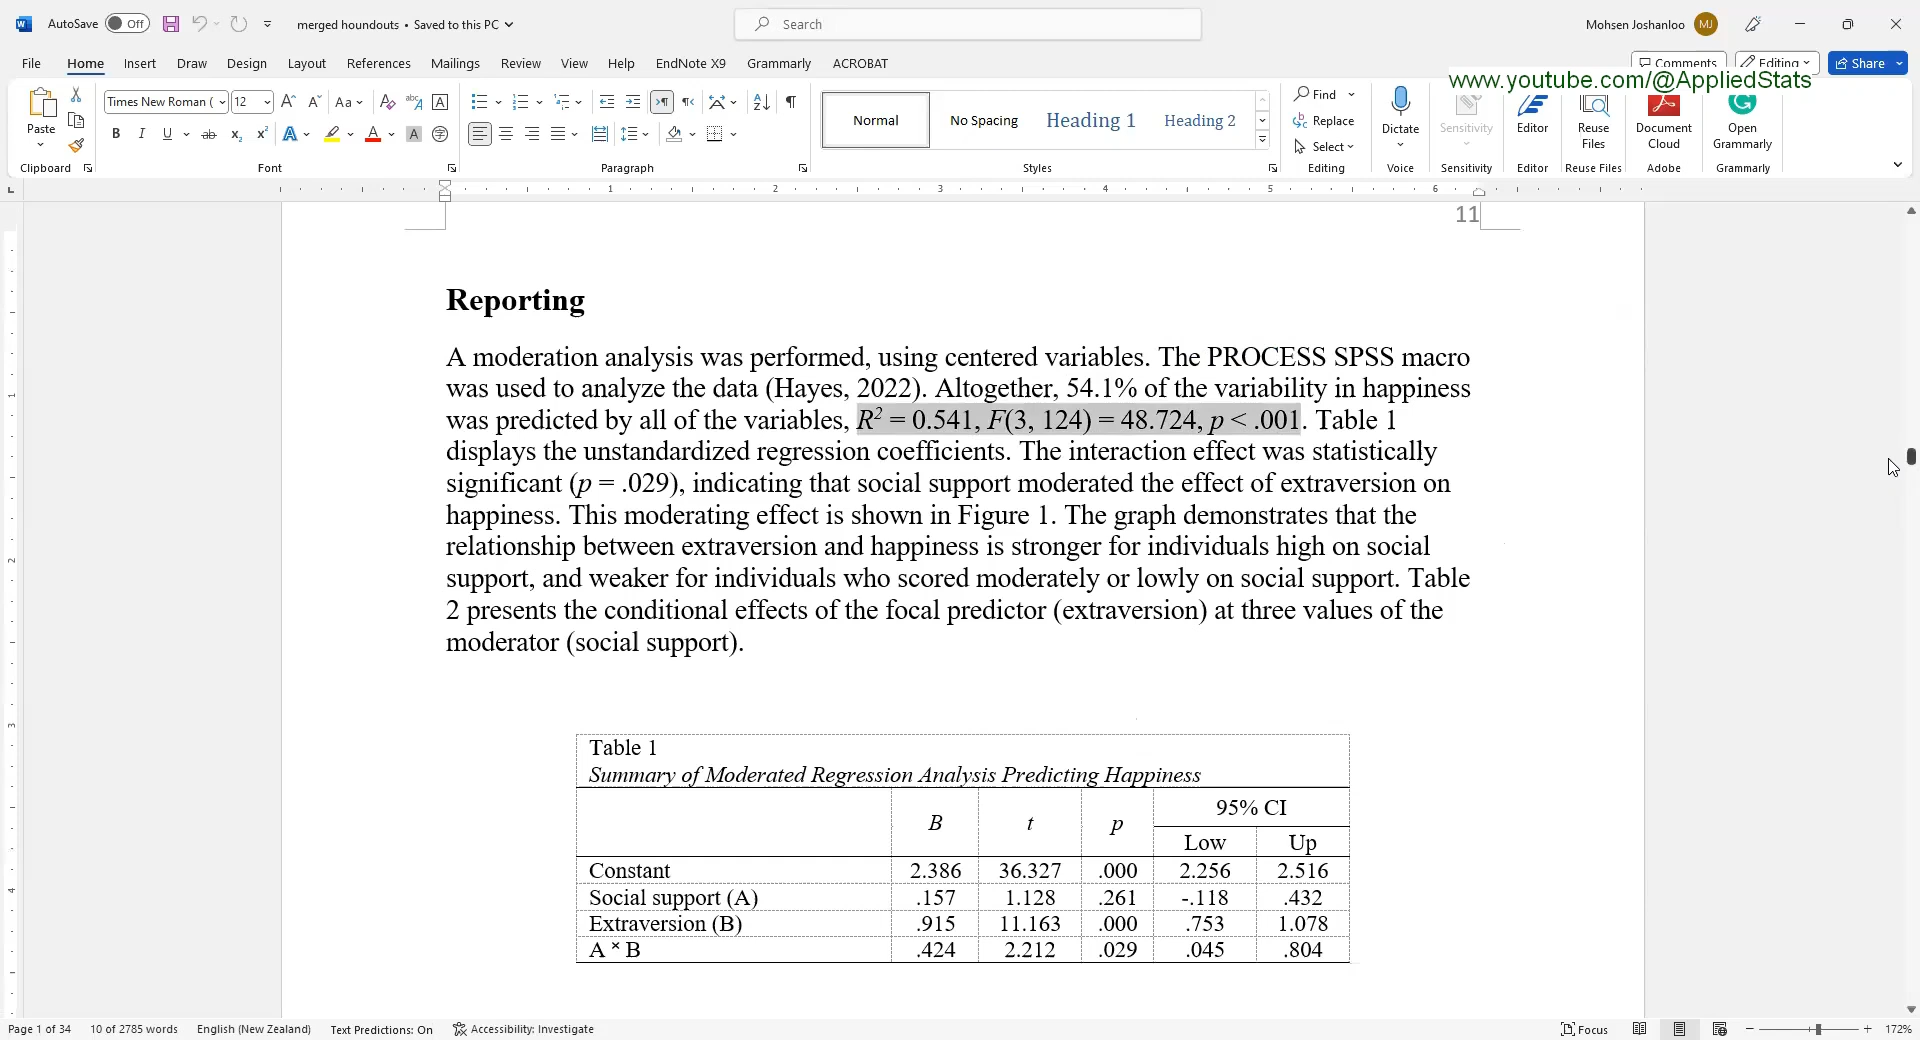 AutoSave Off merged houndouts • Saved to this PC Search Mohsen Joshanloo MJ
File Home Insert Draw Design Layout References Mailings Review View Help EndNote X9 Grammarly ACROBAT Comments Editing Share
www.youtube.com/@AppliedStats
Paste Times New Roman ( 12 Aa Normal No Spacing Heading 1 Heading 2 Find Replace Select Dictate Sensitivity Editor Reuse Files Document Cloud Open Grammarly
Clipboard Font Paragraph Styles Editing Voice Sensitivity Editor Reuse Files Adobe Grammarly
1 2 3 4 5 6
11
Reporting
A moderation analysis was performed, using centered variables. The PROCESS SPSS macro
was used to analyze the data (Hayes, 2022). Altogether, 54.1% of the variability in happiness
was predicted by all of the variables, R² = 0.541, F(3, 124) = 48.724, p < .001. Table 1
displays the unstandardized regression coefficients. The interaction effect was statistically
significant (p = .029), indicating that social support moderated the effect of extraversion on
happiness. This moderating effect is shown in Figure 1. The graph demonstrates that the
relationship between extraversion and happiness is stronger for individuals high on social
support, and weaker for individuals who scored moderately or lowly on social support. Table
2 presents the conditional effects of the focal predictor (extraversion) at three values of the
moderator (social support).
Table 1
Summary of Moderated Regression Analysis Predicting Happiness
B t p 95% CI
Low Up
Constant 2.386 36.327 .000 2.256 2.516
Social support (A) .157 1.128 .261 -.118 .432
Extraversion (B) .915 11.163 .000 .753 1.078
A * B .424 2.212 .029 .045 .804
Page 1 of 34 10 of 2785 words English (New Zealand) Text Predictions: On Accessibility: Investigate Focus 172%